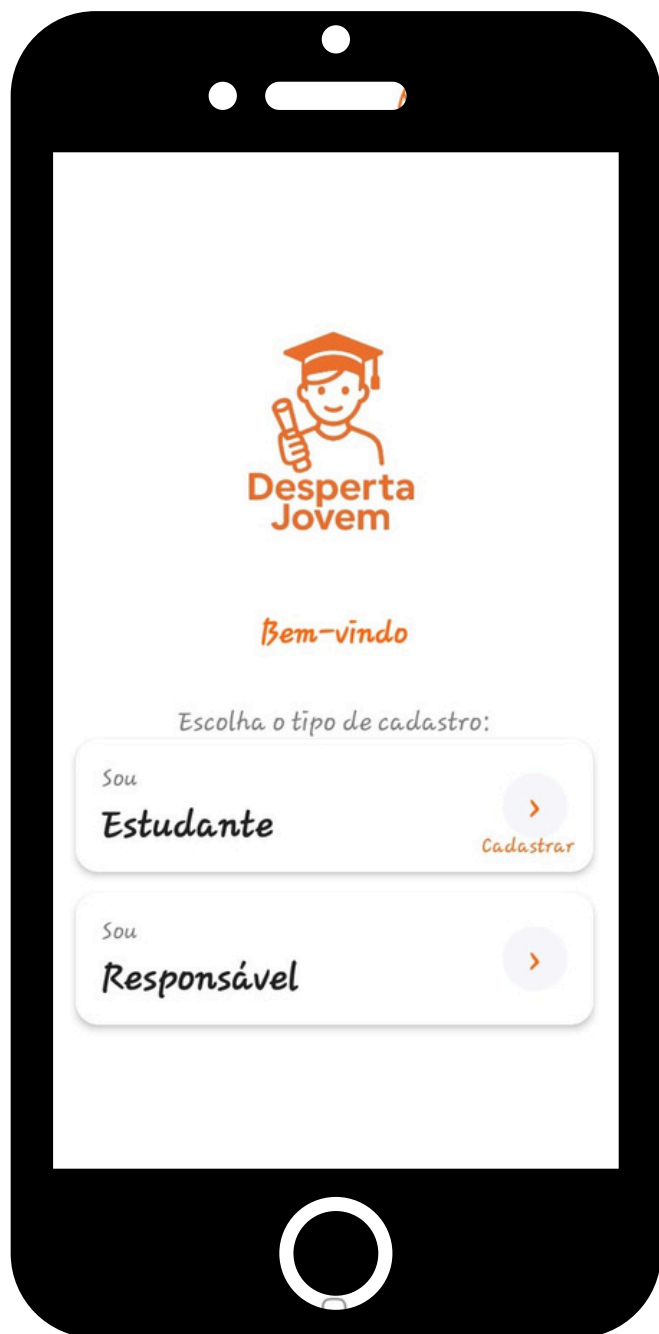 Desperta
Jovem
Bem-vindo
Escolha o tipo de cadastro:
Sou
Estudante
Cadastrar
Sou
Responsável